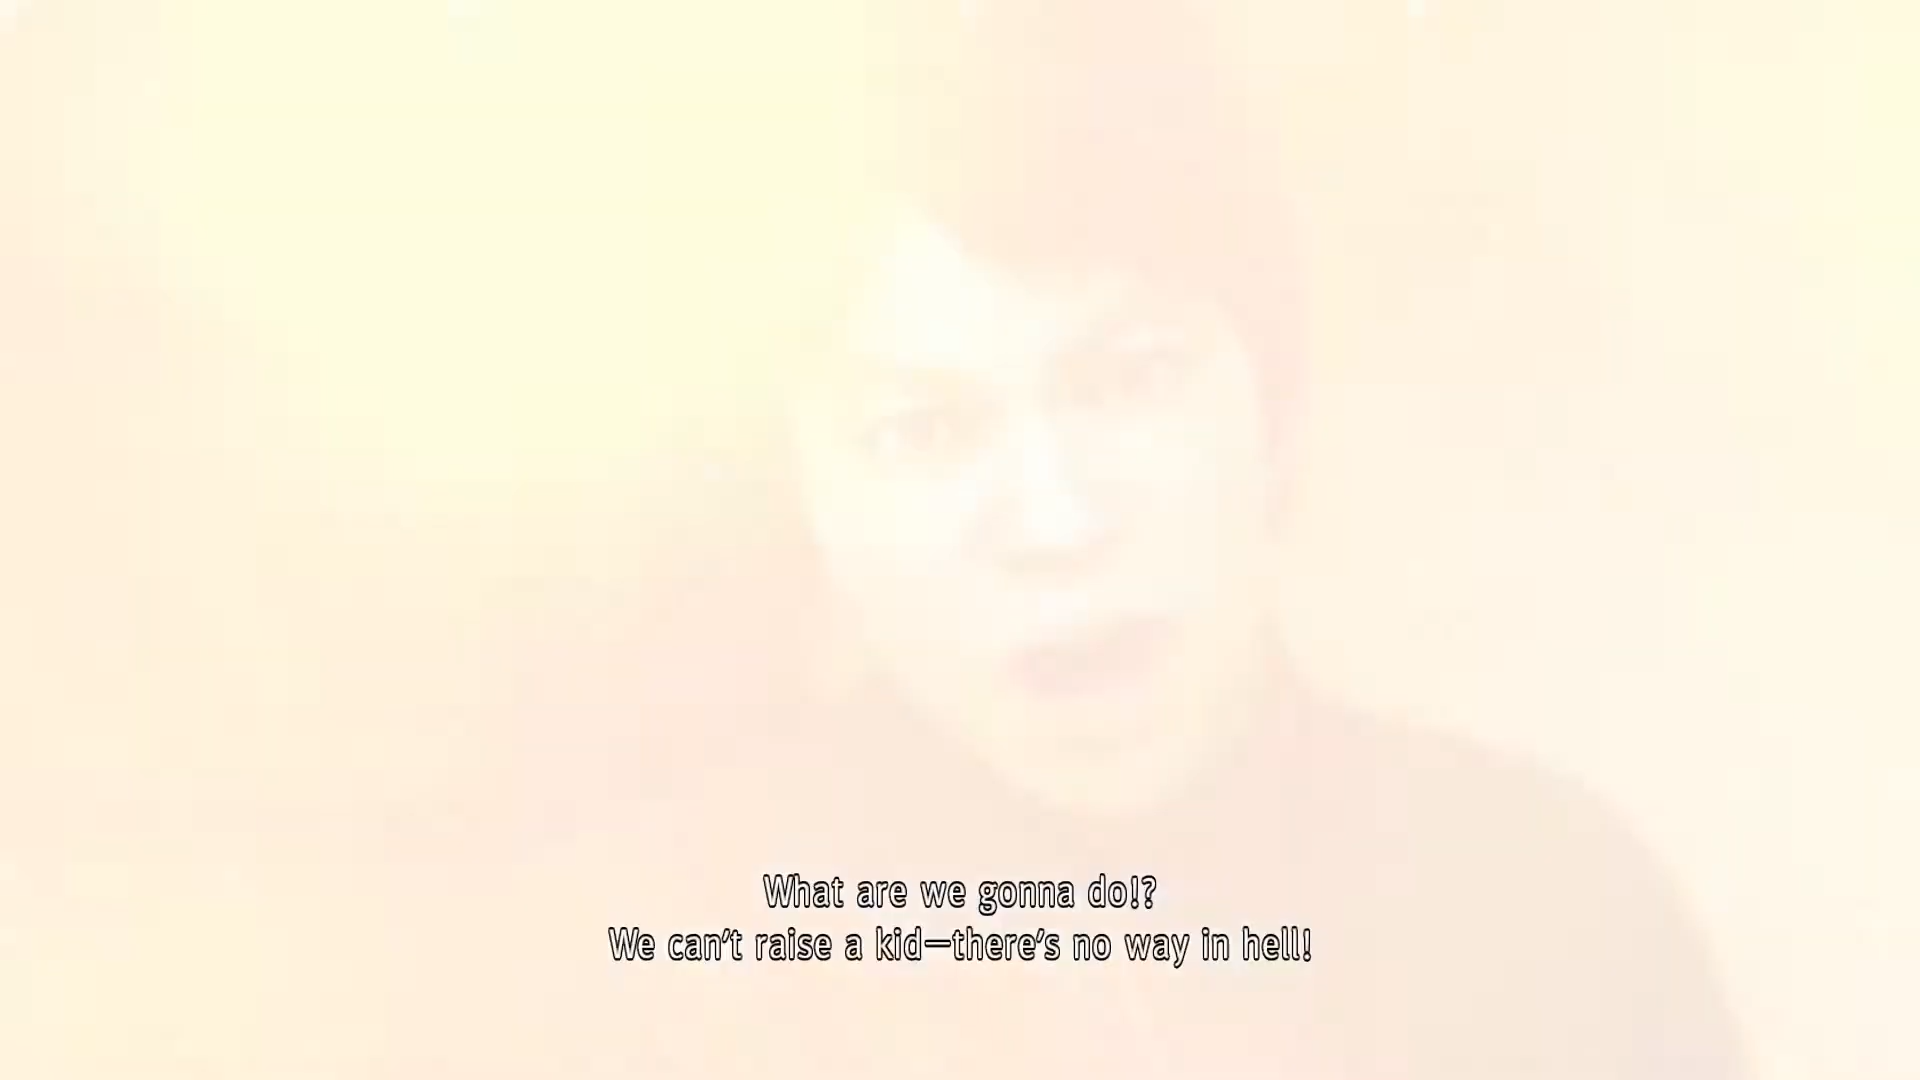 What are we gonna do!?
We can't raise a kid—there's no way in hell!